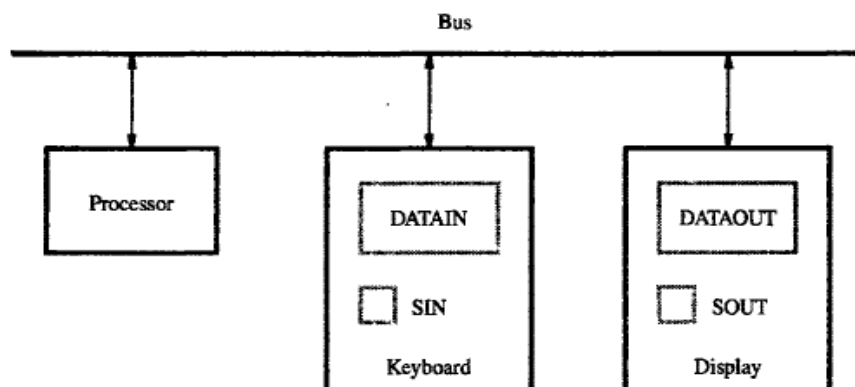 Bus
Processor
DATAIN
DATAOUT
SIN
SOUT
Keyboard
Display